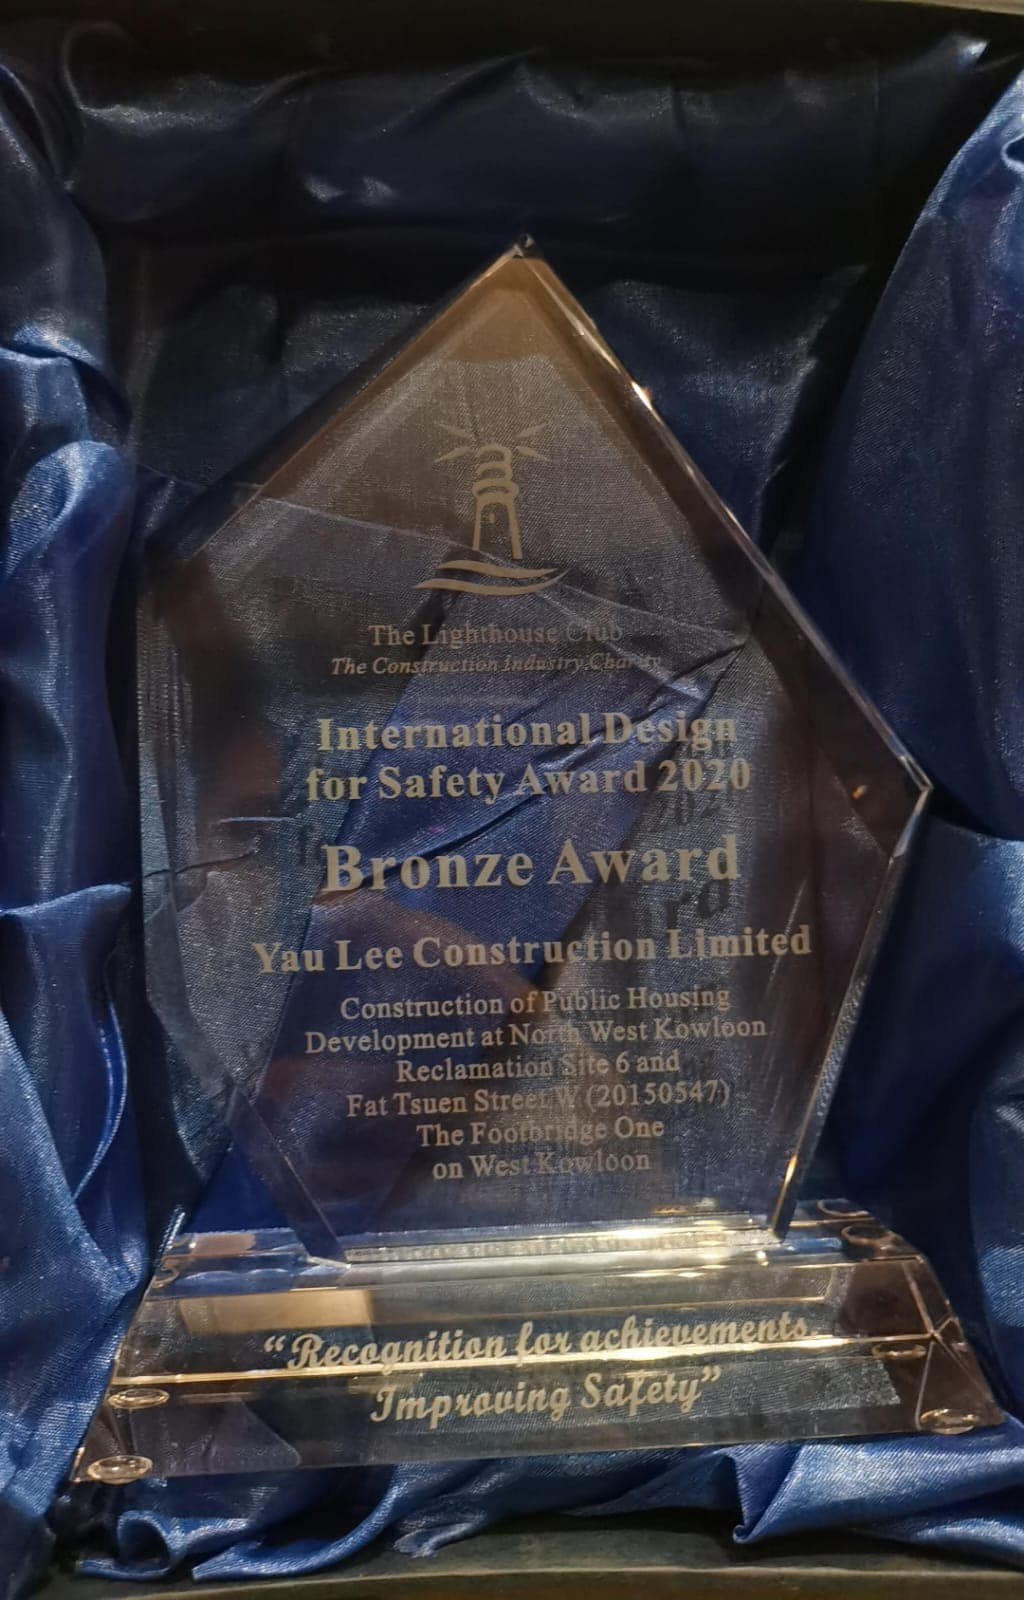 The Lighthouse Club
The Construction Industry Charity
International Design
for Safety Award 2020
Bronze Award
Yau Lee Construction Limited
Construction of Public Housing
Development at North West Kowloon
Reclamation Site 6 and
Fat Tsuen Street W (20150547)
The Footbridge One
on West Kowloon
“Recognition for achievements
Improving Safety”